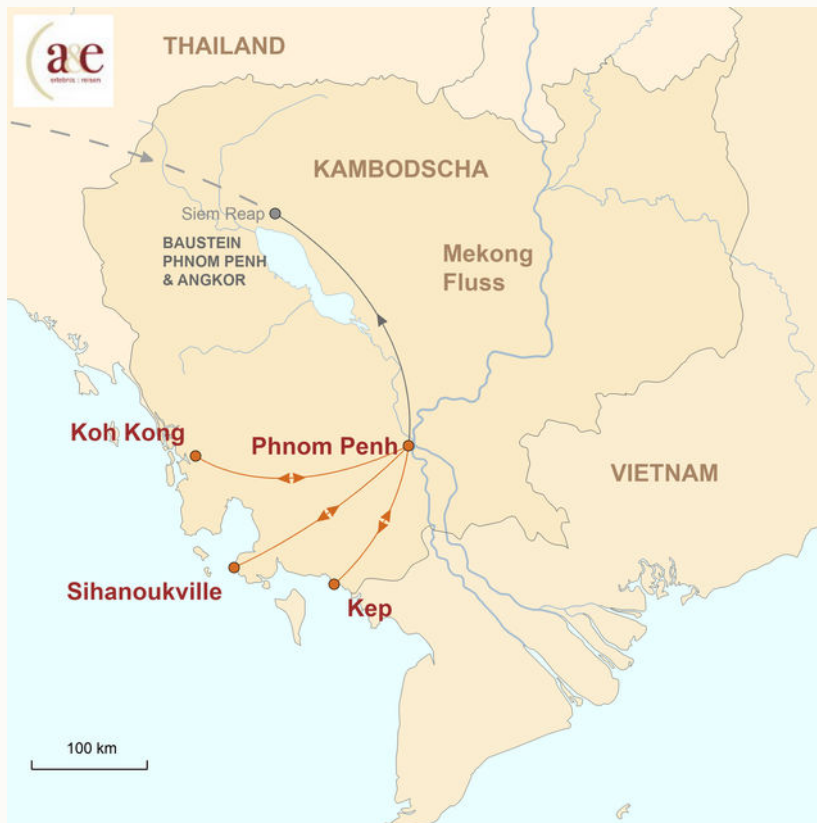 a&e
erlebnis | reisen
THAILAND
KAMBODSCHA
Siem Reap
BAUSTEIN
PHNOM PENH
& ANGKOR
Mekong
Fluss
Koh Kong
Phnom Penh
VIETNAM
Sihanoukville
Kep
100 km